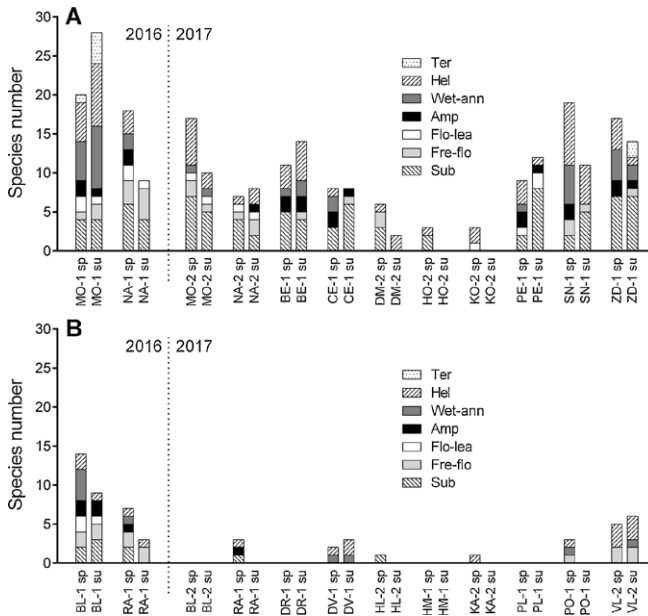 A
2016 2017
Species number
30
25
20
15
10
5
0
Ter
Hel
Wet-ann
Amp
Flo-lea
Fre-flo
Sub
MO-1 sp
MO-1 su
NA-1 sp
NA-1 su
MO-2 sp
MO-2 su
NA-2 sp
NA-2 su
BE-1 sp
BE-1 su
CE-1 sp
CE-1 su
DM-2 sp
DM-2 su
HO-2 sp
HO-2 su
KO-2 sp
KO-2 su
PE-1 sp
PE-1 su
SN-1 sp
SN-1 su
ZD-1 sp
ZD-1 su
B
2016 2017
Species number
30
25
20
15
10
5
0
Ter
Hel
Wet-ann
Amp
Flo-lea
Fre-flo
Sub
BL-1 sp
BL-1 su
RA-1 sp
RA-1 su
BL-2 sp
BL-2 su
RA-1 sp
RA-1 su
DR-1 sp
DR-1 su
DV-1 sp
DV-1 su
HL-2 sp
HL-2 su
HM-1 sp
HM-1 su
KA-2 sp
KA-2 su
PL-1 sp
PL-1 su
PO-1 sp
PO-1 su
VL-2 sp
VL-2 su